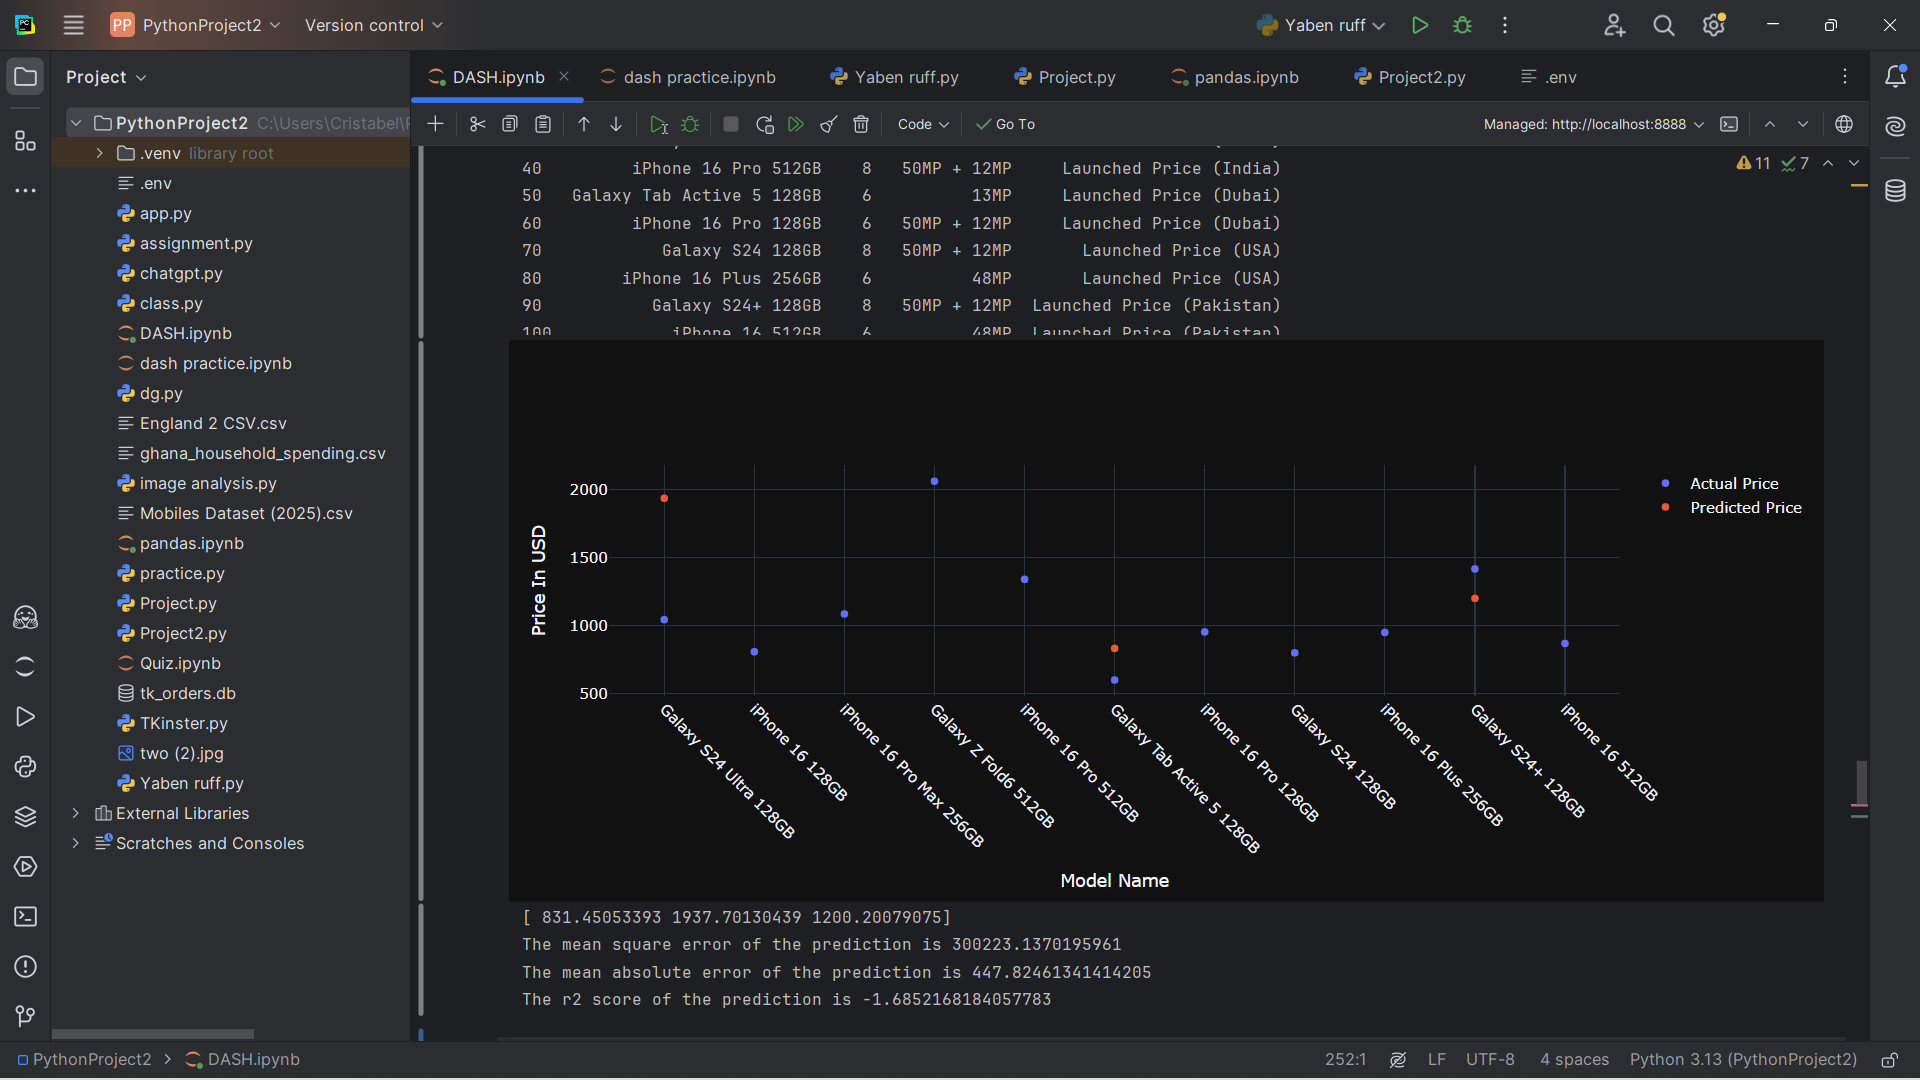 PC
PP PythonProject2 Version control Yaben ruff
Project
DASH.ipynb dash practice.ipynb Yaben ruff.py Project.py pandas.ipynb Project2.py .env
Code Go To Managed: http://localhost:8888
11 7
PythonProject2 C:\Users\Cristabel\
.venv library root
.env
app.py
assignment.py
chatgpt.py
class.py
DASH.ipynb
dash practice.ipynb
dg.py
England 2 CSV.csv
ghana_household_spending.csv
image analysis.py
Mobiles Dataset (2025).csv
pandas.ipynb
practice.py
Project.py
Project2.py
Quiz.ipynb
tk_orders.db
TKinster.py
two (2).jpg
Yaben ruff.py
External Libraries
Scratches and Consoles
40 iPhone 16 Pro 512GB 8 50MP + 12MP Launched Price (India)
50 Galaxy Tab Active 5 128GB 6 13MP Launched Price (Dubai)
60 iPhone 16 Pro 128GB 6 50MP + 12MP Launched Price (Dubai)
70 Galaxy S24 128GB 8 50MP + 12MP Launched Price (USA)
80 iPhone 16 Plus 256GB 6 48MP Launched Price (USA)
90 Galaxy S24+ 128GB 8 50MP + 12MP Launched Price (Pakistan)
100 iPhone 16 512GB 6 48MP Launched Price (Pakistan)
2000
1500
1000
500
Price In USD
Actual Price
Predicted Price
Galaxy S24 Ultra 128GB
iPhone 16 128GB
iPhone 16 Pro Max 256GB
Galaxy Z Fold6 512GB
iPhone 16 Pro 512GB
Galaxy Tab Active 5 128GB
iPhone 16 Pro 128GB
Galaxy S24 128GB
iPhone 16 Plus 256GB
Galaxy S24+ 128GB
iPhone 16 512GB
Model Name
[ 831.45053393 1937.70130439 1200.20079075]
The mean square error of the prediction is 300223.1370195961
The mean absolute error of the prediction is 447.82461341414205
The r2 score of the prediction is -1.6852168184057783
PythonProject2 > DASH.ipynb 252:1 LF UTF-8 4 spaces Python 3.13 (PythonProject2)